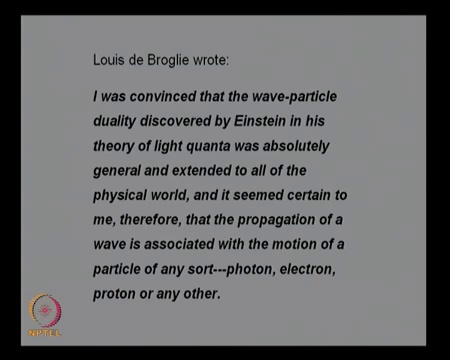 Louis de Broglie wrote:
I was convinced that the wave-particle
duality discovered by Einstein in his
theory of light quanta was absolutely
general and extended to all of the
physical world, and it seemed certain to
me, therefore, that the propagation of a
wave is associated with the motion of a
particle of any sort---photon, electron,
proton or any other.
NPTEL